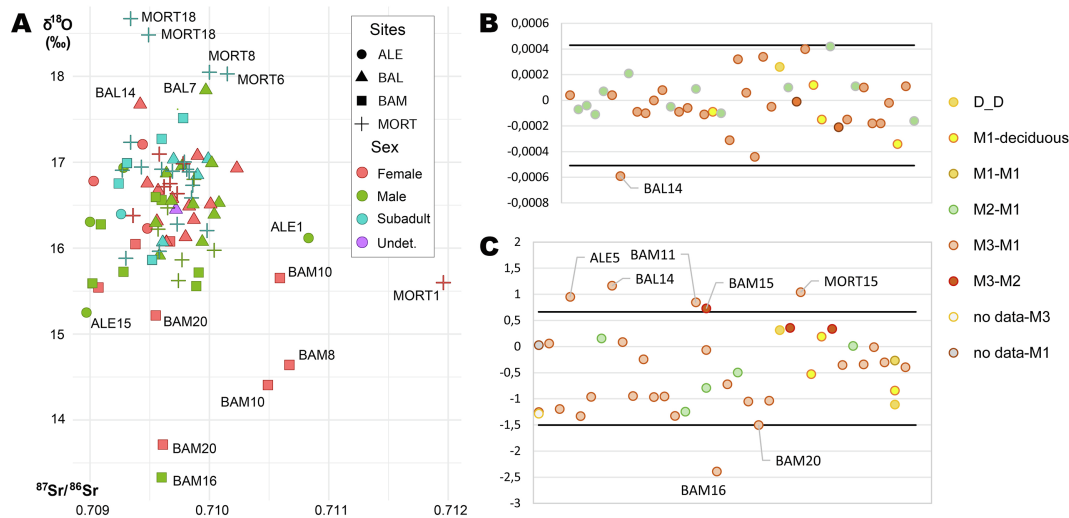 A
δ¹⁸O
(‰)
18
17
16
15
14
⁸⁷Sr/⁸⁶Sr
0.709
0.710
0.711
0.712
MORT18
MORT18
MORT8
MORT6
BAL7
BAL14
ALE1
BAM10
MORT1
ALE15
BAM20
BAM8
BAM10
BAM20
BAM16
Sites
ALE
BAL
BAM
MORT
Sex
Female
Male
Subadult
Undet.
B
0,0006
0,0004
0,0002
0
-0,0002
-0,0004
-0,0006
-0,0008
BAL14
C
2
1,5
1
0,5
0
-0,5
-1
-1,5
-2
-2,5
-3
ALE5
BAM11
BAL14
BAM15
MORT15
BAM20
BAM16
D_D
M1-deciduous
M1-M1
M2-M1
M3-M1
M3-M2
no data-M3
no data-M1